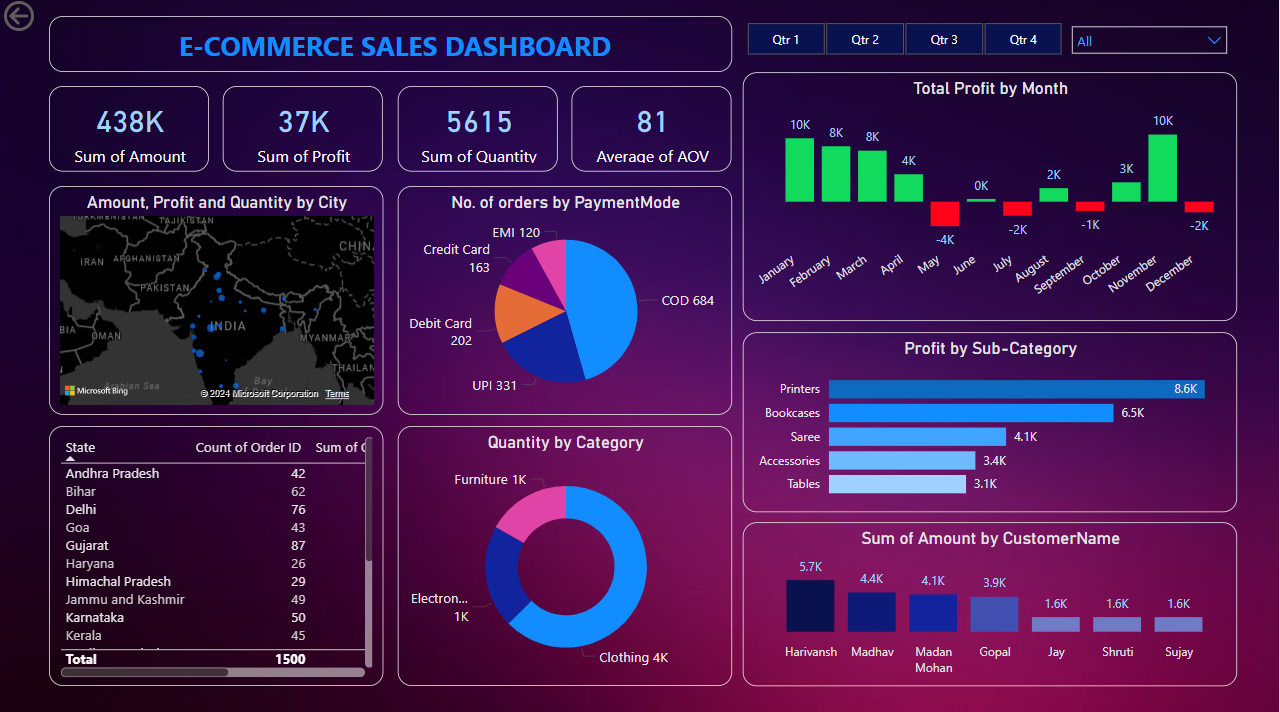 E-COMMERCE SALES DASHBOARD
Qtr 1
Qtr 2
Qtr 3
Qtr 4
All
438K
Sum of Amount
37K
Sum of Profit
5615
Sum of Quantity
81
Average of AOV
Total Profit by Month
10K
8K
8K
4K
-4K
0K
-2K
2K
-1K
3K
10K
-2K
January
February
March
April
May
June
July
August
September
October
November
December
Amount, Profit and Quantity by City
TAJIKISTAN
CHIN
IRAN
AFGHANISTAN
PAKISTAN
BIA
OMAN
INDIA
MYANMAR
THAILAN
Arabian Sea
Bay
Microsoft Bing
© 2024 Microsoft Corporation
Terms
No. of orders by PaymentMode
EMI 120
Credit Card
163
Debit Card
202
UPI 331
COD 684
Profit by Sub-Category
Printers
8.6K
Bookcases
6.5K
Saree
4.1K
Accessories
3.4K
Tables
3.1K
State
Count of Order ID
Sum of
Andhra Pradesh
42
Bihar
62
Delhi
76
Goa
43
Gujarat
87
Haryana
26
Himachal Pradesh
29
Jammu and Kashmir
49
Karnataka
50
Kerala
45
Total
1500
Quantity by Category
Furniture 1K
Electron...
1K
Clothing 4K
Sum of Amount by CustomerName
5.7K
4.4K
4.1K
3.9K
1.6K
1.6K
1.6K
Harivansh
Madhav
Madan
Mohan
Gopal
Jay
Shruti
Sujay